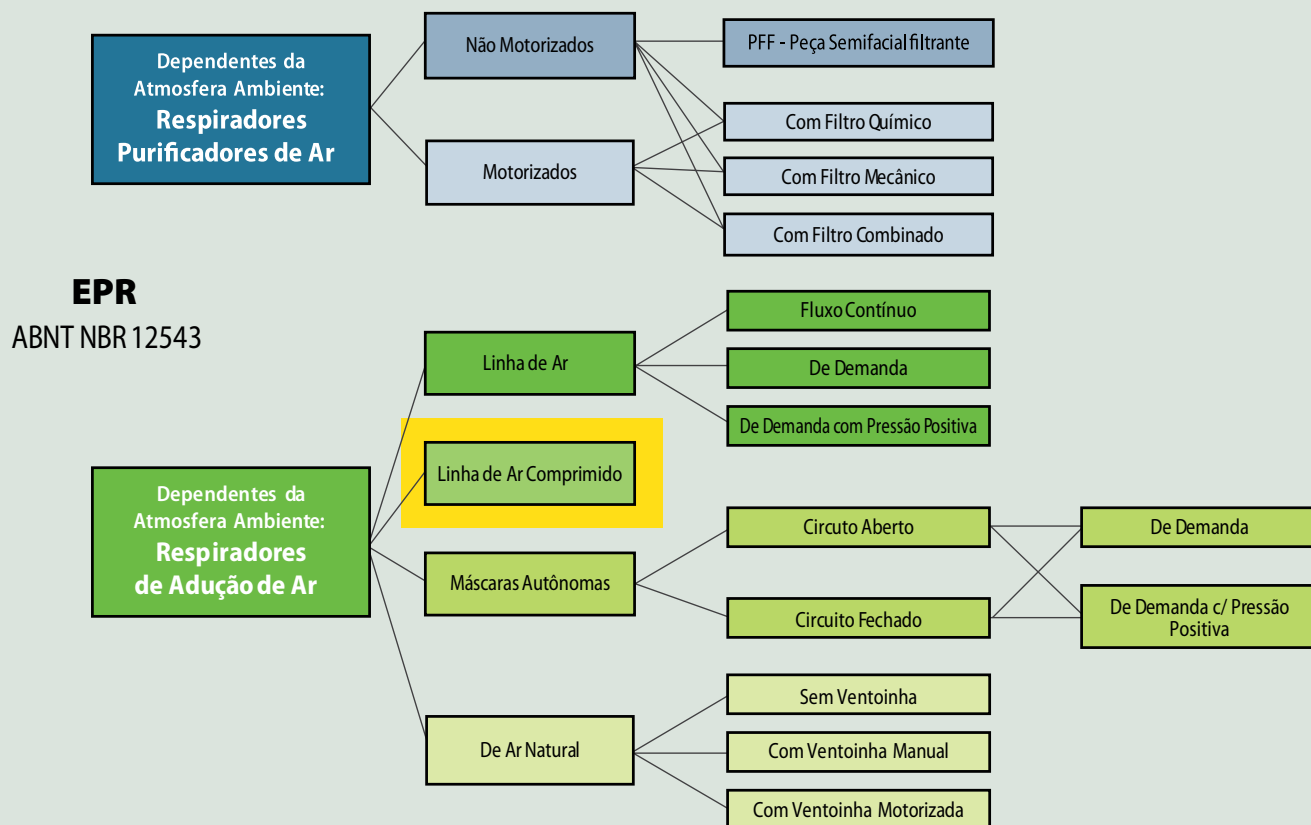 Dependentes da
Atmosfera Ambiente:
Respiradores
Purificadores de Ar
Não Motorizados
Motorizados
PFF - Peça Semifacial filtrante
Com Filtro Químico
Com Filtro Mecânico
Com Filtro Combinado
EPR
ABNT NBR 12543
Dependentes da
Atmosfera Ambiente:
Respiradores
de Adução de Ar
Linha de Ar
Fluxo Contínuo
De Demanda
De Demanda com Pressão Positiva
Linha de Ar Comprimido
Máscaras Autônomas
Circuto Aberto
Circuito Fechado
De Demanda
De Demanda c/ Pressão
Positiva
De Ar Natural
Sem Ventoinha
Com Ventoinha Manual
Com Ventoinha Motorizada